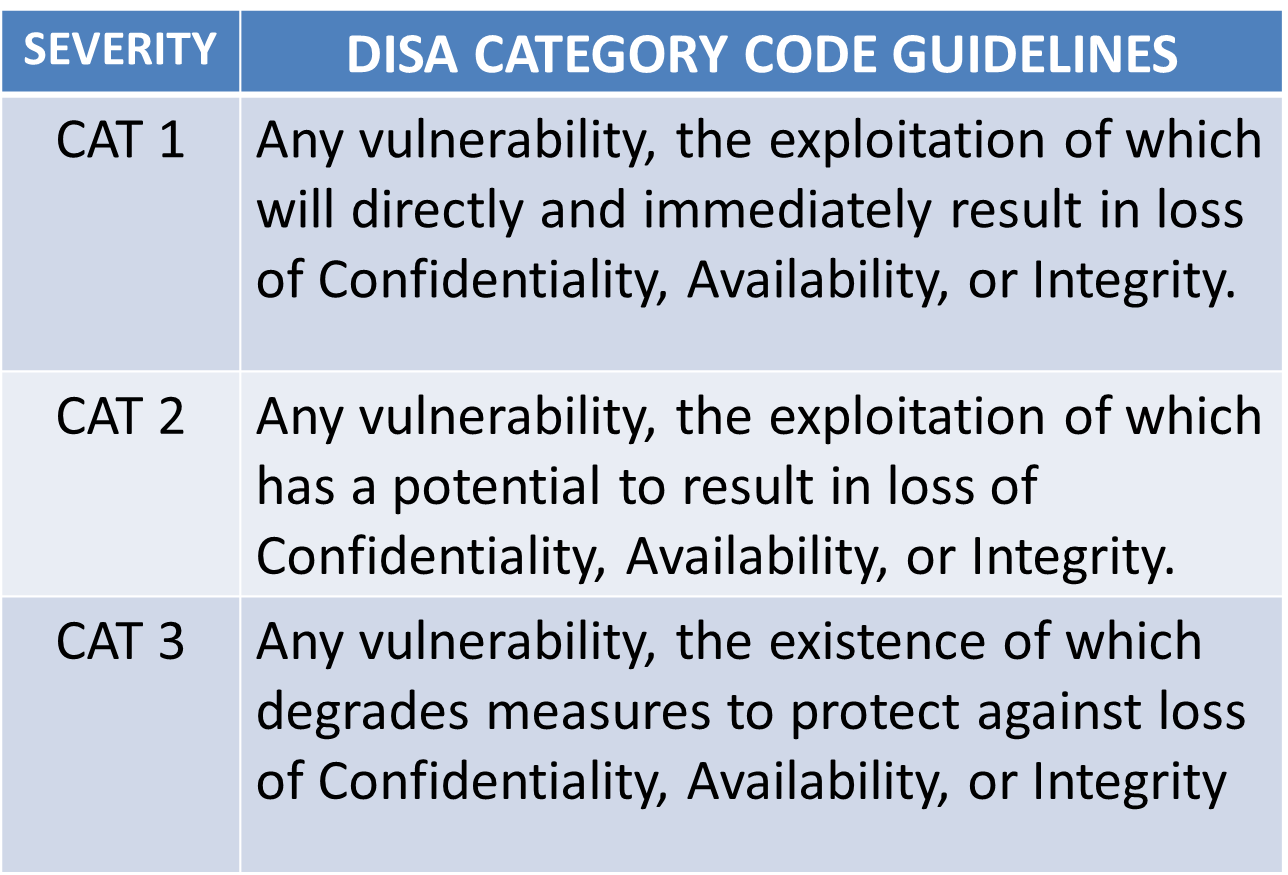 SEVERITY
DISA CATEGORY CODE GUIDELINES
CAT 1
Any vulnerability, the exploitation of which
will directly and immediately result in loss
of Confidentiality, Availability, or Integrity.
CAT 2
Any vulnerability, the exploitation of which
has a potential to result in loss of
Confidentiality, Availability, or Integrity.
CAT 3
Any vulnerability, the existence of which
degrades measures to protect against loss
of Confidentiality, Availability, or Integrity